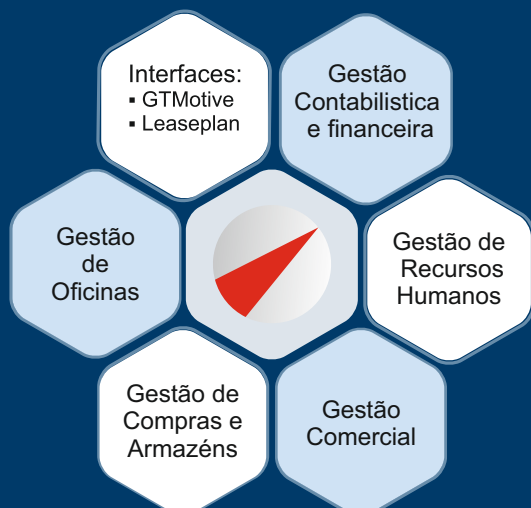 Interfaces:
▪ GTMotive
▪ Leaseplan
Gestão
Contabilistica
e financeira
Gestão
de
Oficinas
Gestão de
Recursos
Humanos
Gestão de
Compras e
Armazéns
Gestão
Comercial